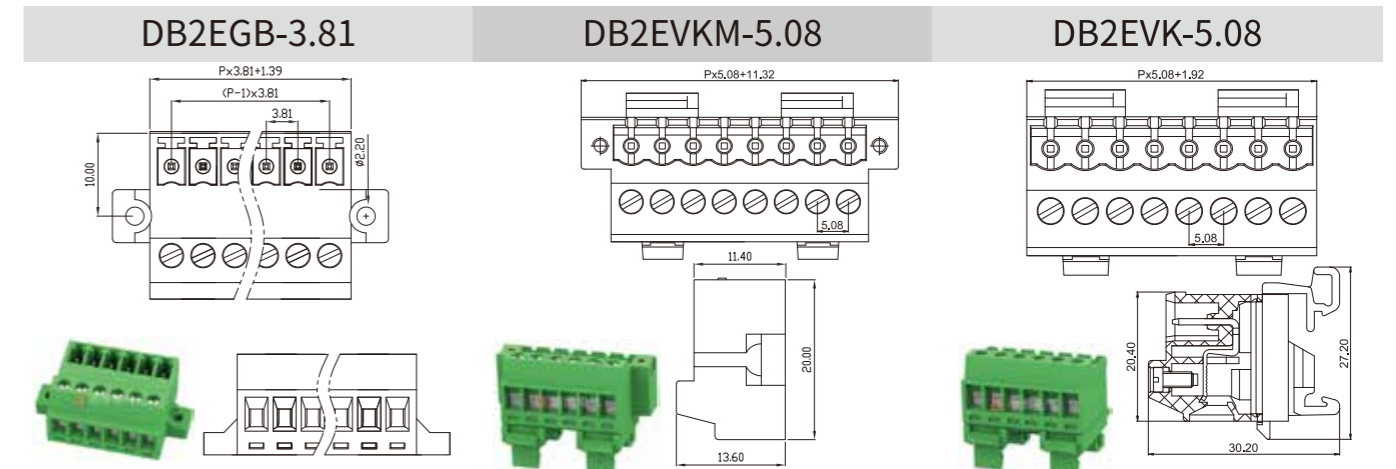 DB2EGB-3.81
DB2EVKM-5.08
DB2EVK-5.08
Px3.81+1.39
(P-1)x3.81
3.81
10.00
ø2.20
Px5.08+11.32
5.08
11.40
20.00
13.60
Px5.08+1.92
5.08
20.40
27.20
30.20